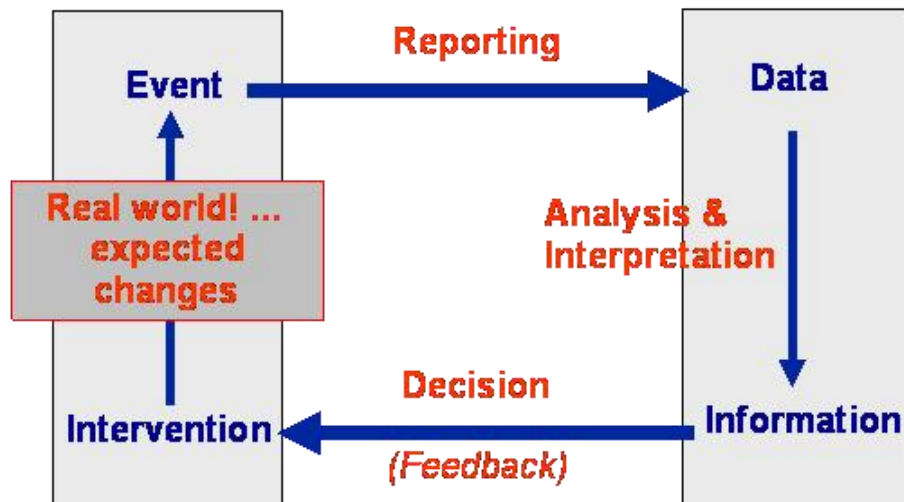 Reporting
Event
Data
Real world! ...
expected
changes
Analysis &
Interpretation
Decision
Intervention
Information
(Feedback)